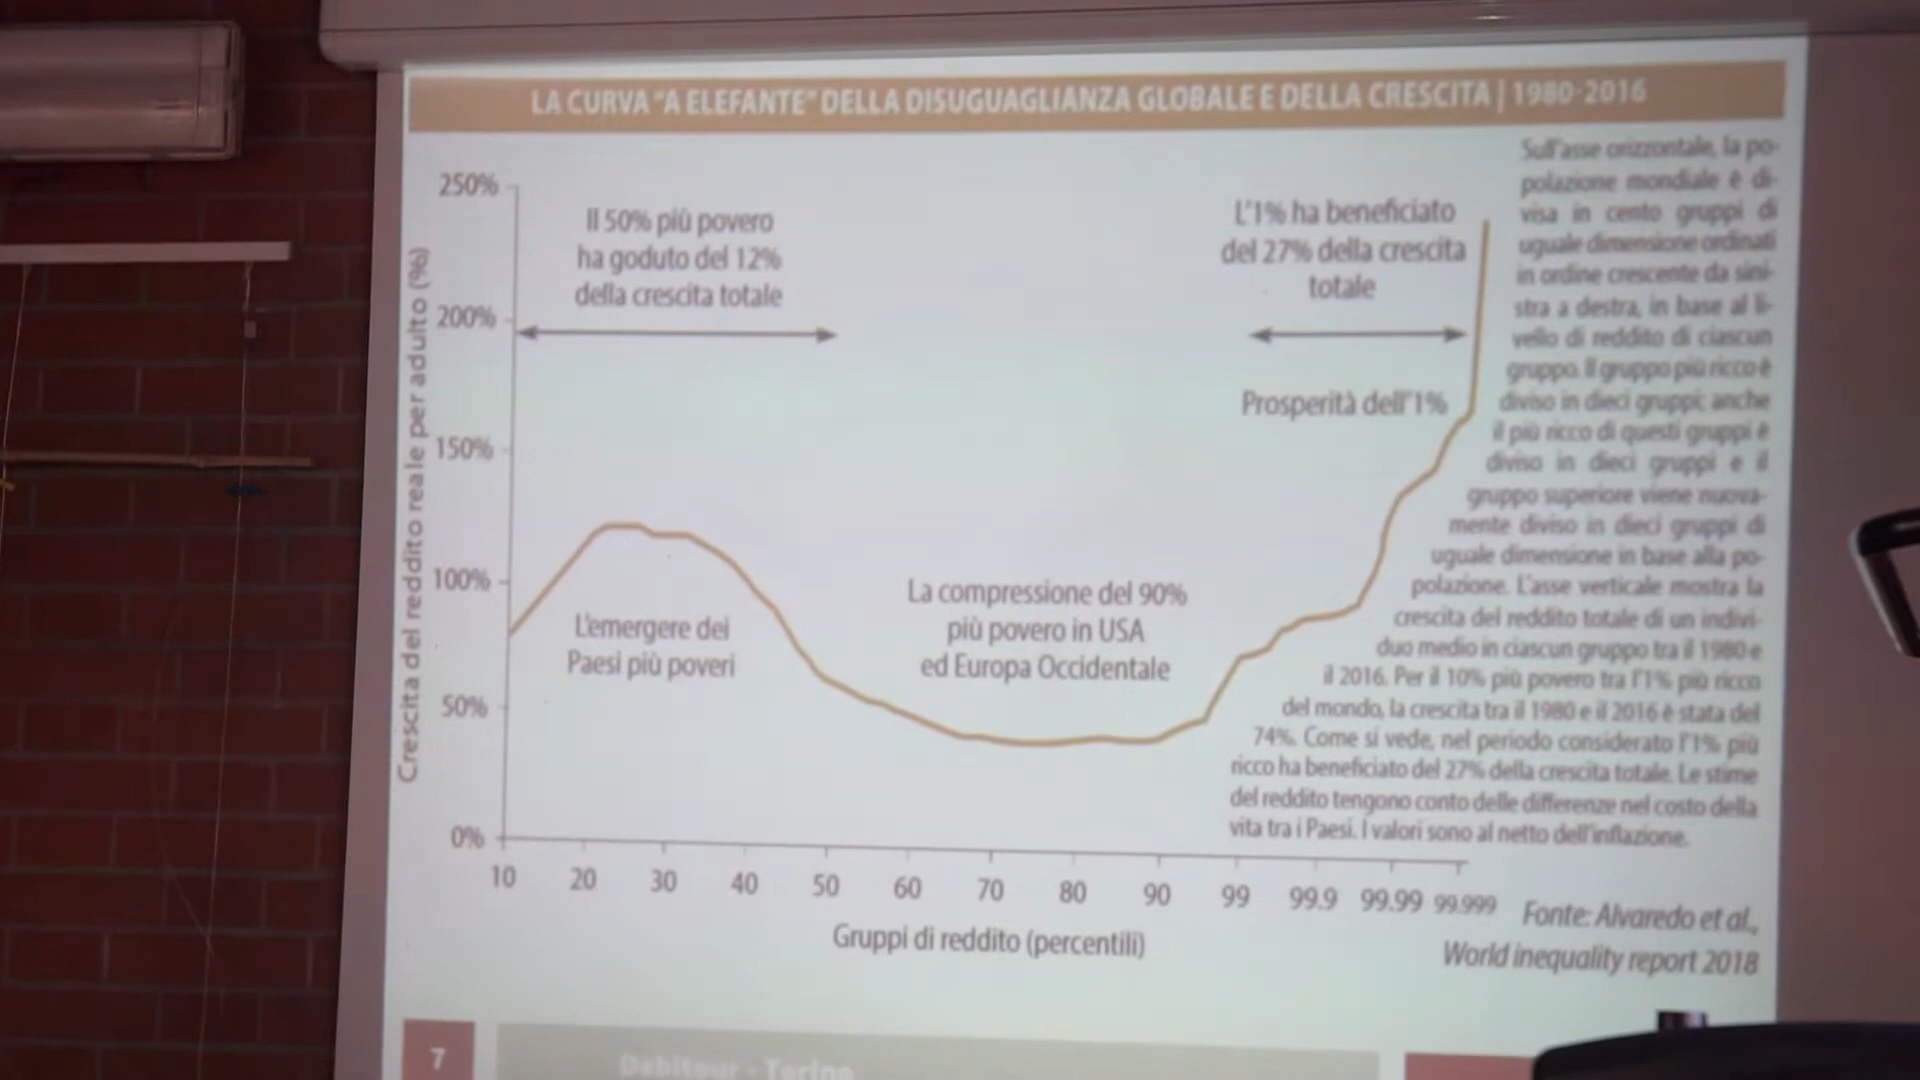 LA CURVA "A ELEFANTE" DELLA DISUGUAGLIANZA GLOBALE E DELLA CRESCITA | 1980-2016
Crescita del reddito reale per adulto (%)
250%
200%
150%
100%
50%
0%
Il 50% più povero
ha goduto del 12%
della crescita totale
L'1% ha beneficiato
del 27% della crescita
totale
Prosperità dell'1%
L'emergere dei
Paesi più poveri
La compressione del 90%
più povero in USA
ed Europa Occidentale
10 20 30 40 50 60 70 80 90 99 99.9 99.99 99.999
Gruppi di reddito (percentili)
Sull'asse orizzontale, la po-
polazione mondiale è di-
visa in cento gruppi di
uguale dimensione ordinati
in ordine crescente da sini-
stra a destra, in base al li-
vello di reddito di ciascun
gruppo. Il gruppo più ricco è
diviso in dieci gruppi; anche
il più ricco di questi gruppi è
diviso in dieci gruppi e il
gruppo superiore viene nuova-
mente diviso in dieci gruppi di
uguale dimensione in base alla po-
polazione. L'asse verticale mostra la
crescita del reddito totale di un indivi-
duo medio in ciascun gruppo tra il 1980 e
il 2016. Per il 10% più povero tra l'1% più ricco
del mondo, la crescita tra il 1980 e il 2016 è stata del
74%. Come si vede, nel periodo considerato l'1% più
ricco ha beneficiato del 27% della crescita totale. Le stime
del reddito tengono conto delle differenze nel costo della
vita tra i Paesi. I valori sono al netto dell'inflazione.
Fonte: Alvaredo et al.,
World inequality report 2018
7
Debitour - Torino